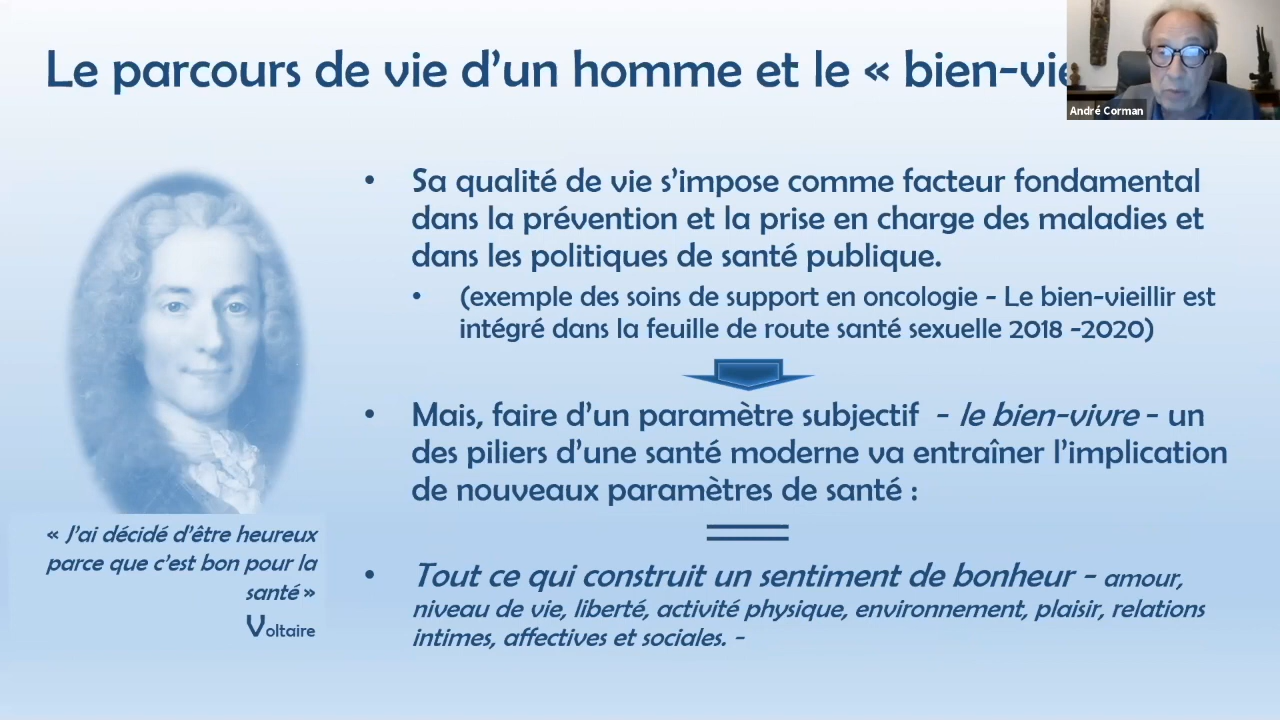 Le parcours de vie d’un homme et le « bien-vie
André Corman
• Sa qualité de vie s’impose comme facteur fondamental
dans la prévention et la prise en charge des maladies et
dans les politiques de santé publique.
• (exemple des soins de support en oncologie - Le bien-vieillir est
intégré dans la feuille de route santé sexuelle 2018 -2020)
• Mais, faire d’un paramètre subjectif - le bien-vivre - un
des piliers d’une santé moderne va entraîner l’implication
de nouveaux paramètres de santé :
• Tout ce qui construit un sentiment de bonheur - amour,
niveau de vie, liberté, activité physique, environnement, plaisir, relations
intimes, affectives et sociales. -
« J’ai décidé d’être heureux
parce que c’est bon pour la
santé »
Voltaire